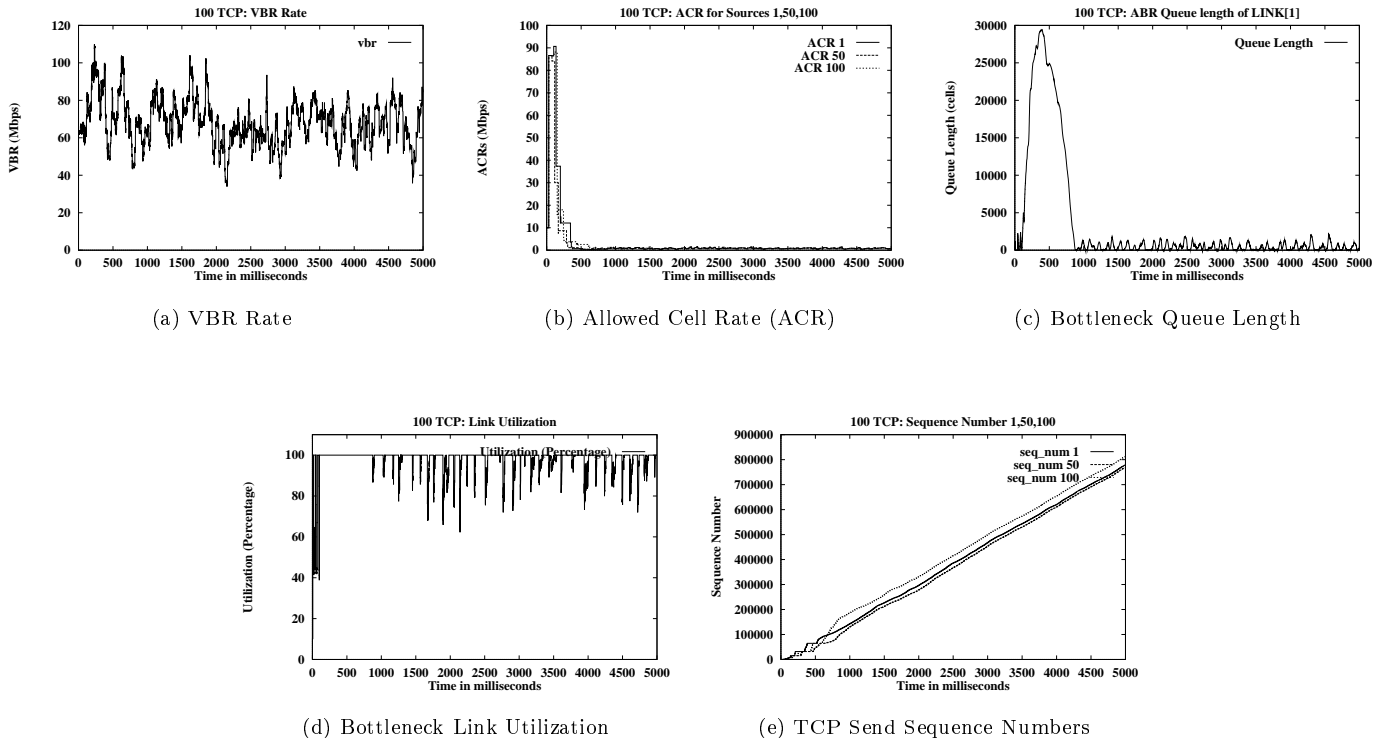 100 TCP: VBR Rate
120
100
80
60
40
20
0
VBR (Mbps)
vbr
0 500 1000 1500 2000 2500 3000 3500 4000 4500 5000
Time in milliseconds
(a) VBR Rate
100 TCP: ACR for Sources 1,50,100
100
90
80
70
60
50
40
30
20
10
0
ACRs (Mbps)
ACR 1
ACR 50
ACR 100
0 500 1000 1500 2000 2500 3000 3500 4000 4500 5000
Time in milliseconds
(b) Allowed Cell Rate (ACR)
100 TCP: ABR Queue length of LINK[1]
30000
25000
20000
15000
10000
5000
0
Queue Length (cells)
Queue Length
0 500 1000 1500 2000 2500 3000 3500 4000 4500 5000
Time in milliseconds
(c) Bottleneck Queue Length
100 TCP: Link Utilization
100
80
60
40
20
0
Utilization (Percentage)
Utilization (Percentage)
0 500 1000 1500 2000 2500 3000 3500 4000 4500 5000
Time in milliseconds
(d) Bottleneck Link Utilization
100 TCP: Sequence Number 1,50,100
900000
800000
700000
600000
500000
400000
300000
200000
100000
0
Sequence Number
seq_num 1
seq_num 50
seq_num 100
0 500 1000 1500 2000 2500 3000 3500 4000 4500 5000
Time in milliseconds
(e) TCP Send Sequence Numbers